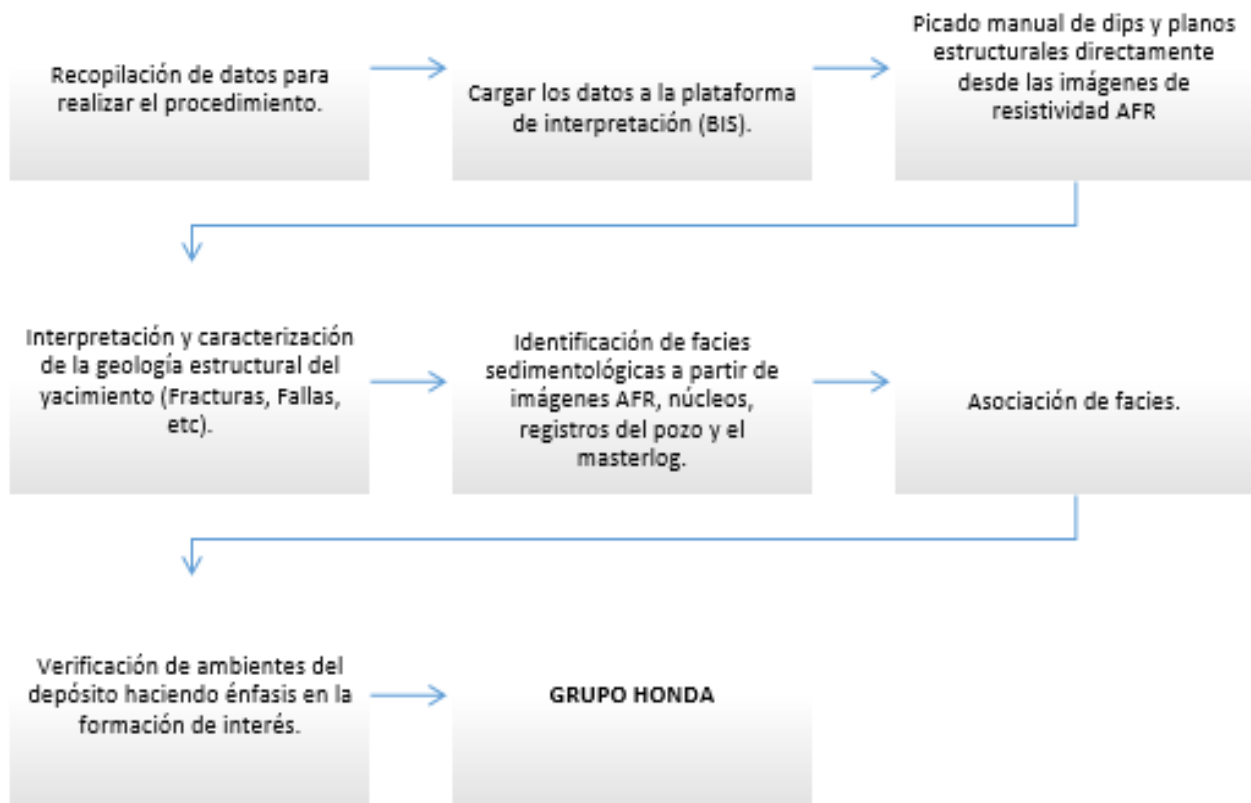 Recopilación de datos para
realizar el procedimiento.
Cargar los datos a la plataforma
de interpretación (BIS).
Picado manual de dips y planos
estructurales directamente
desde las imágenes de
resistividad AFR
Interpretación y caracterización
de la geología estructural del
yacimiento (Fracturas, Fallas,
etc).
Identificación de facies
sedimentológicas a partir de
imágenes AFR, núcleos,
registros del pozo y el
masterlog.
Asociación de facies.
Verificación de ambientes del
depósito haciendo énfasis en la
formación de interés.
GRUPO HONDA